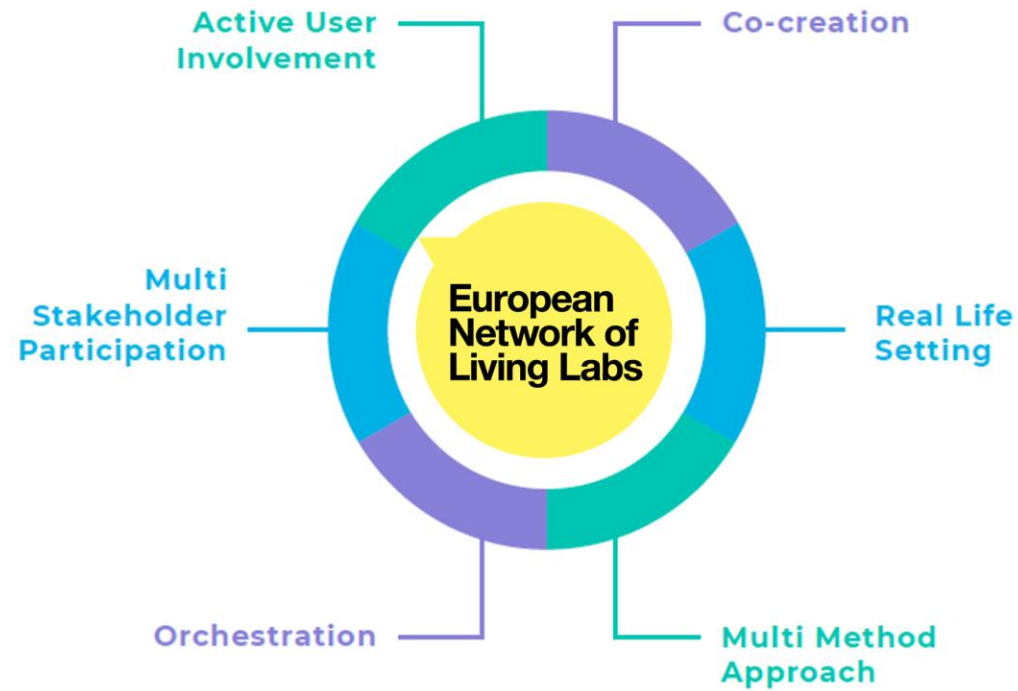 Active User
Involvement
Co-creation
Multi
Stakeholder
Participation
European
Network of
Living Labs
Real Life
Setting
Orchestration
Multi Method
Approach